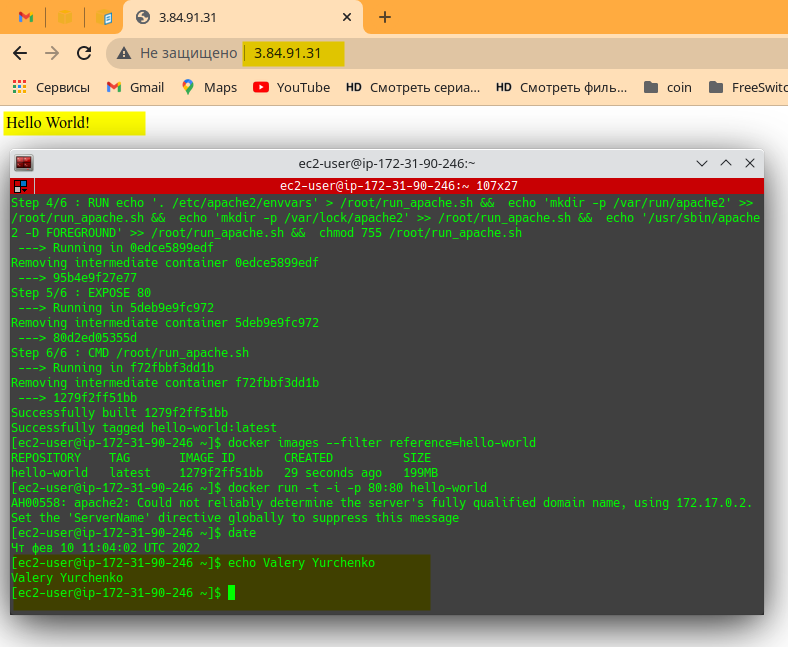 3.84.91.31
Не защищено | 3.84.91.31
Сервисы Gmail Maps YouTube HD Смотреть сериа... HD Смотреть филь... coin FreeSwitc
Hello World!
ec2-user@ip-172-31-90-246:~
ec2-user@ip-172-31-90-246:~ 107x27
Step 4/6 : RUN echo '. /etc/apache2/envvars' > /root/run_apache.sh &&  echo 'mkdir -p /var/run/apache2' >>
/root/run_apache.sh &&  echo 'mkdir -p /var/lock/apache2' >> /root/run_apache.sh &&  echo '/usr/sbin/apache
2 -D FOREGROUND' >> /root/run_apache.sh &&  chmod 755 /root/run_apache.sh
 ---> Running in 0edce5899edf
Removing intermediate container 0edce5899edf
 ---> 95b4e9f27e77
Step 5/6 : EXPOSE 80
 ---> Running in 5deb9e9fc972
Removing intermediate container 5deb9e9fc972
 ---> 80d2ed05355d
Step 6/6 : CMD /root/run_apache.sh
 ---> Running in f72fbbf3dd1b
Removing intermediate container f72fbbf3dd1b
 ---> 1279f2ff51bb
Successfully built 1279f2ff51bb
Successfully tagged hello-world:latest
[ec2-user@ip-172-31-90-246 ~]$ docker images --filter reference=hello-world
REPOSITORY    TAG       IMAGE ID       CREATED          SIZE
hello-world   latest    1279f2ff51bb   29 seconds ago   199MB
[ec2-user@ip-172-31-90-246 ~]$ docker run -t -i -p 80:80 hello-world
AH00558: apache2: Could not reliably determine the server's fully qualified domain name, using 172.17.0.2.
Set the 'ServerName' directive globally to suppress this message
[ec2-user@ip-172-31-90-246 ~]$ date
Чт фев 10 11:04:02 UTC 2022
[ec2-user@ip-172-31-90-246 ~]$ echo Valery Yurchenko
Valery Yurchenko
[ec2-user@ip-172-31-90-246 ~]$